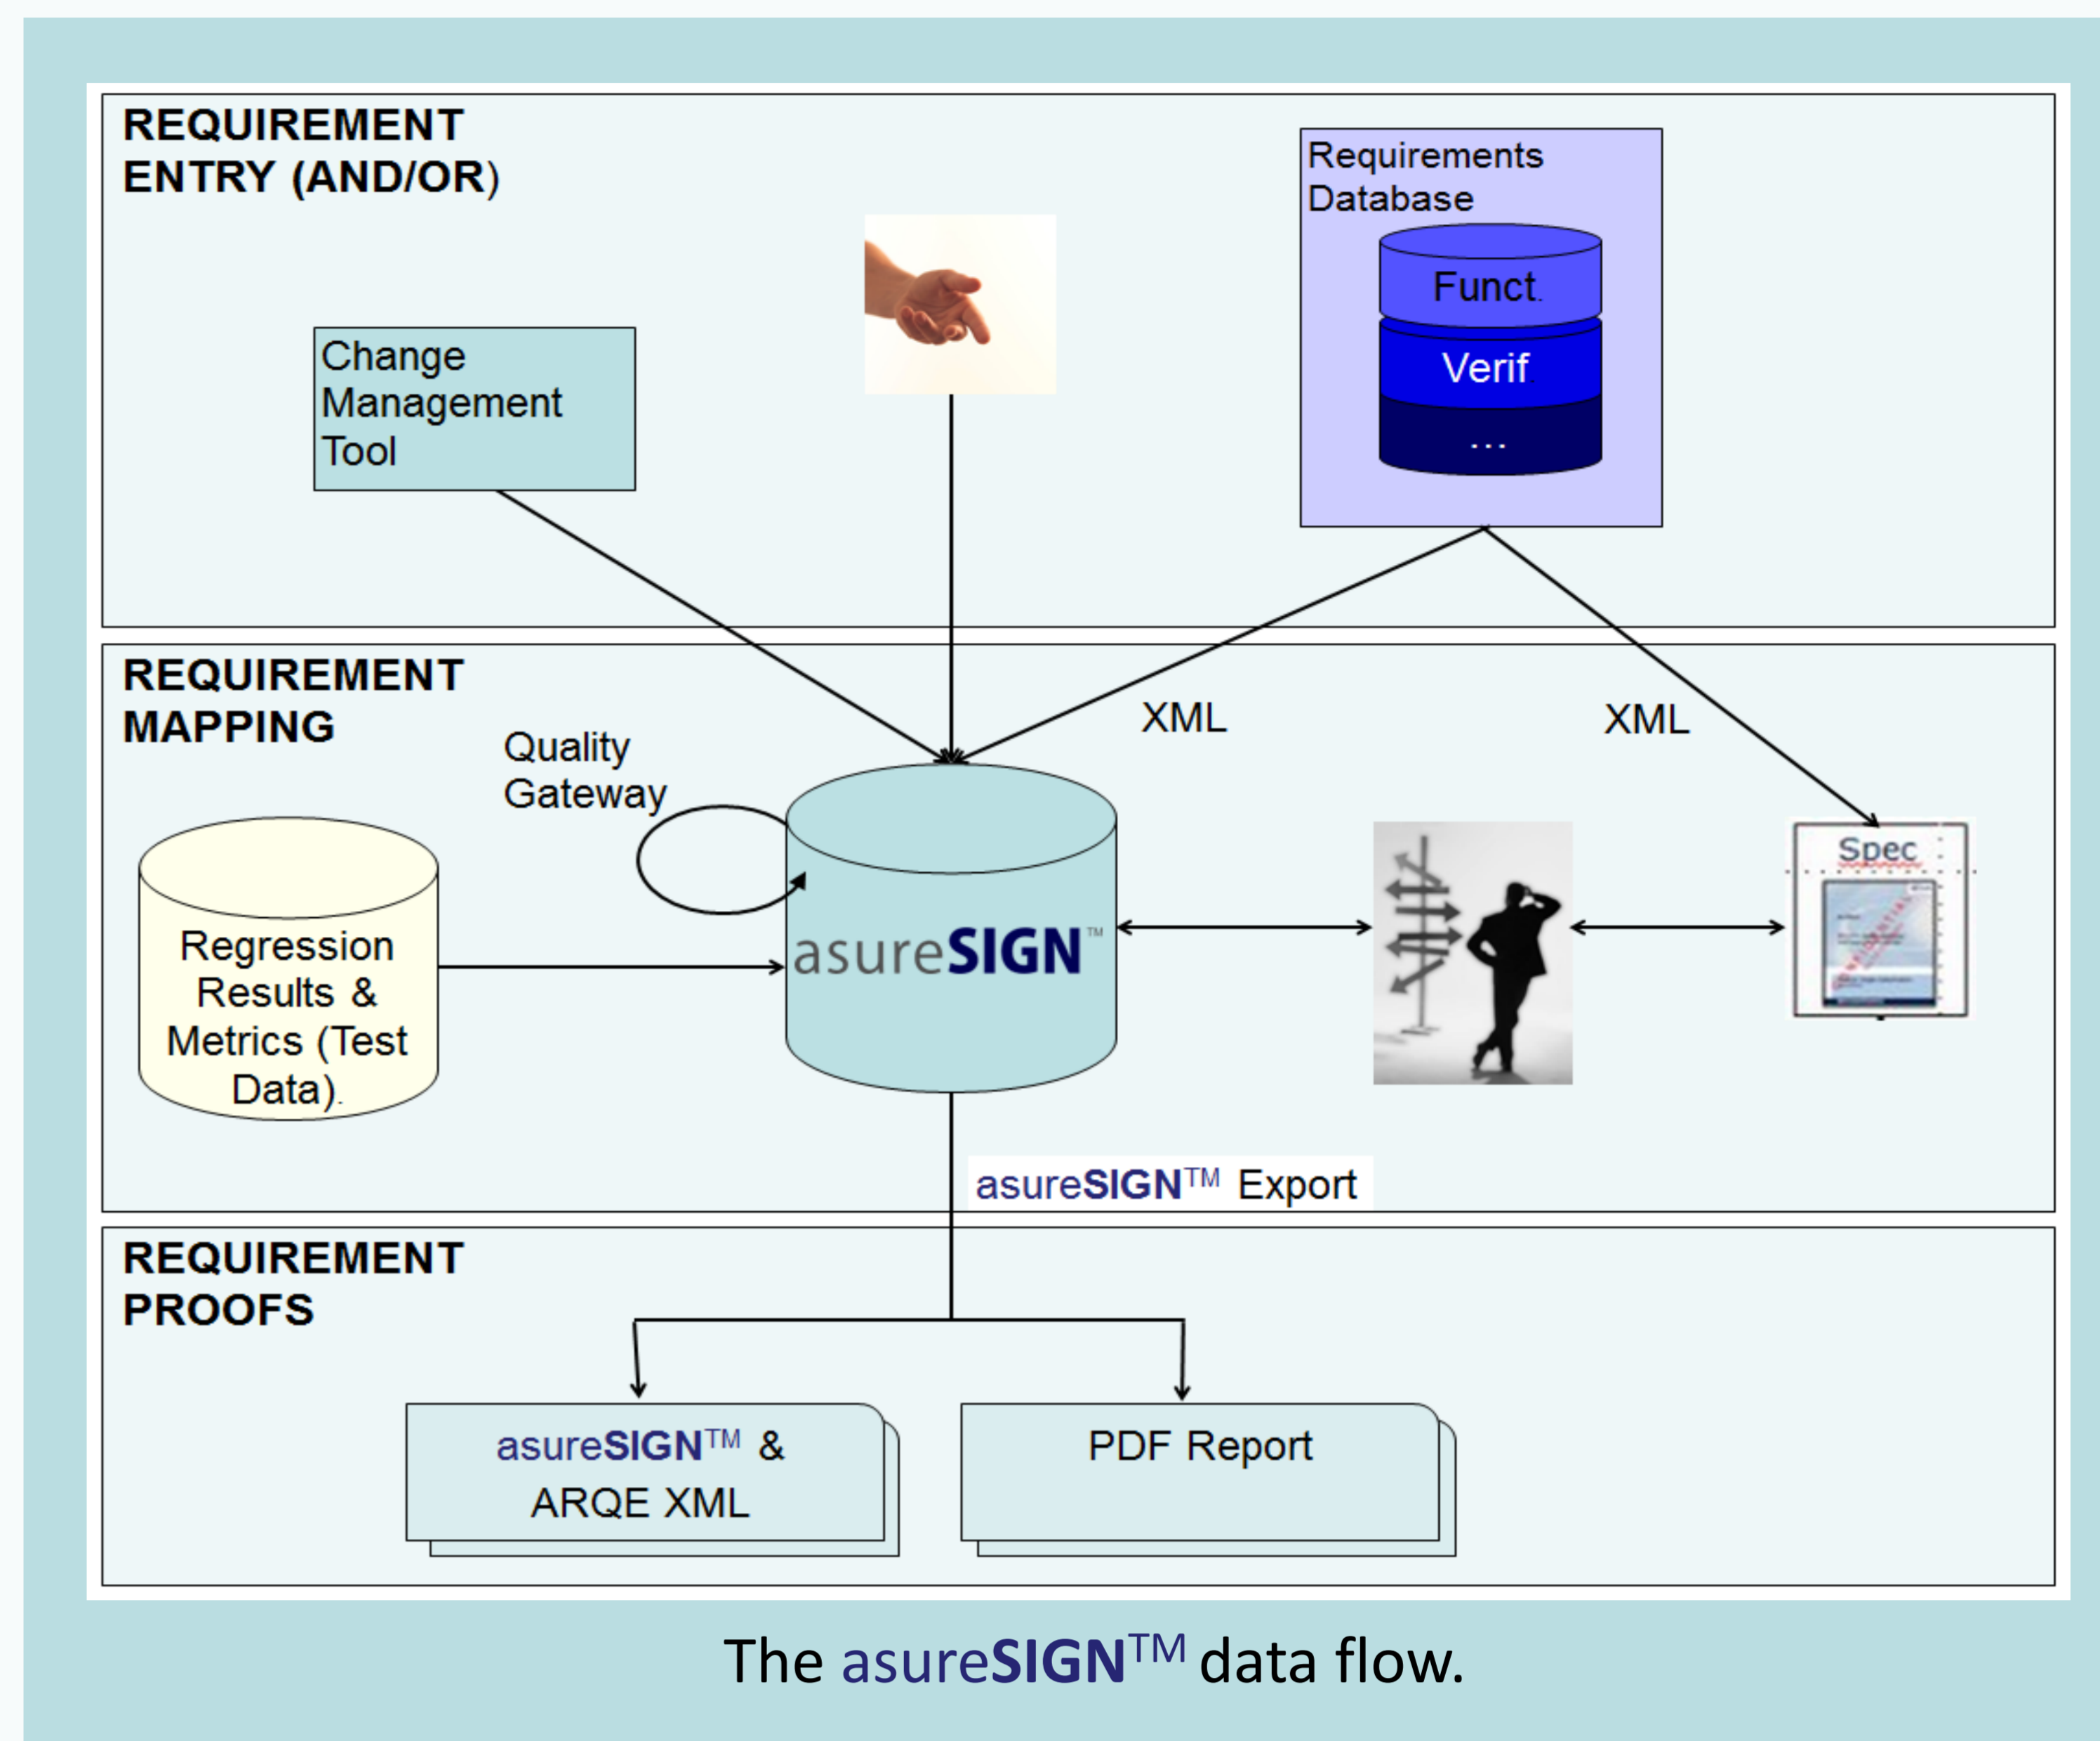 REQUIREMENT
ENTRY (AND/OR)
Requirements
Database
Funct.
Verif.
...
Change
Management
Tool
REQUIREMENT
MAPPING
XML
XML
Quality
Gateway
Spec
asureSIGN™
Regression
Results &
Metrics (Test
Data).
asureSIGN™ Export
REQUIREMENT
PROOFS
asureSIGN™ &
ARQE XML
PDF Report
The asureSIGN™ data flow.